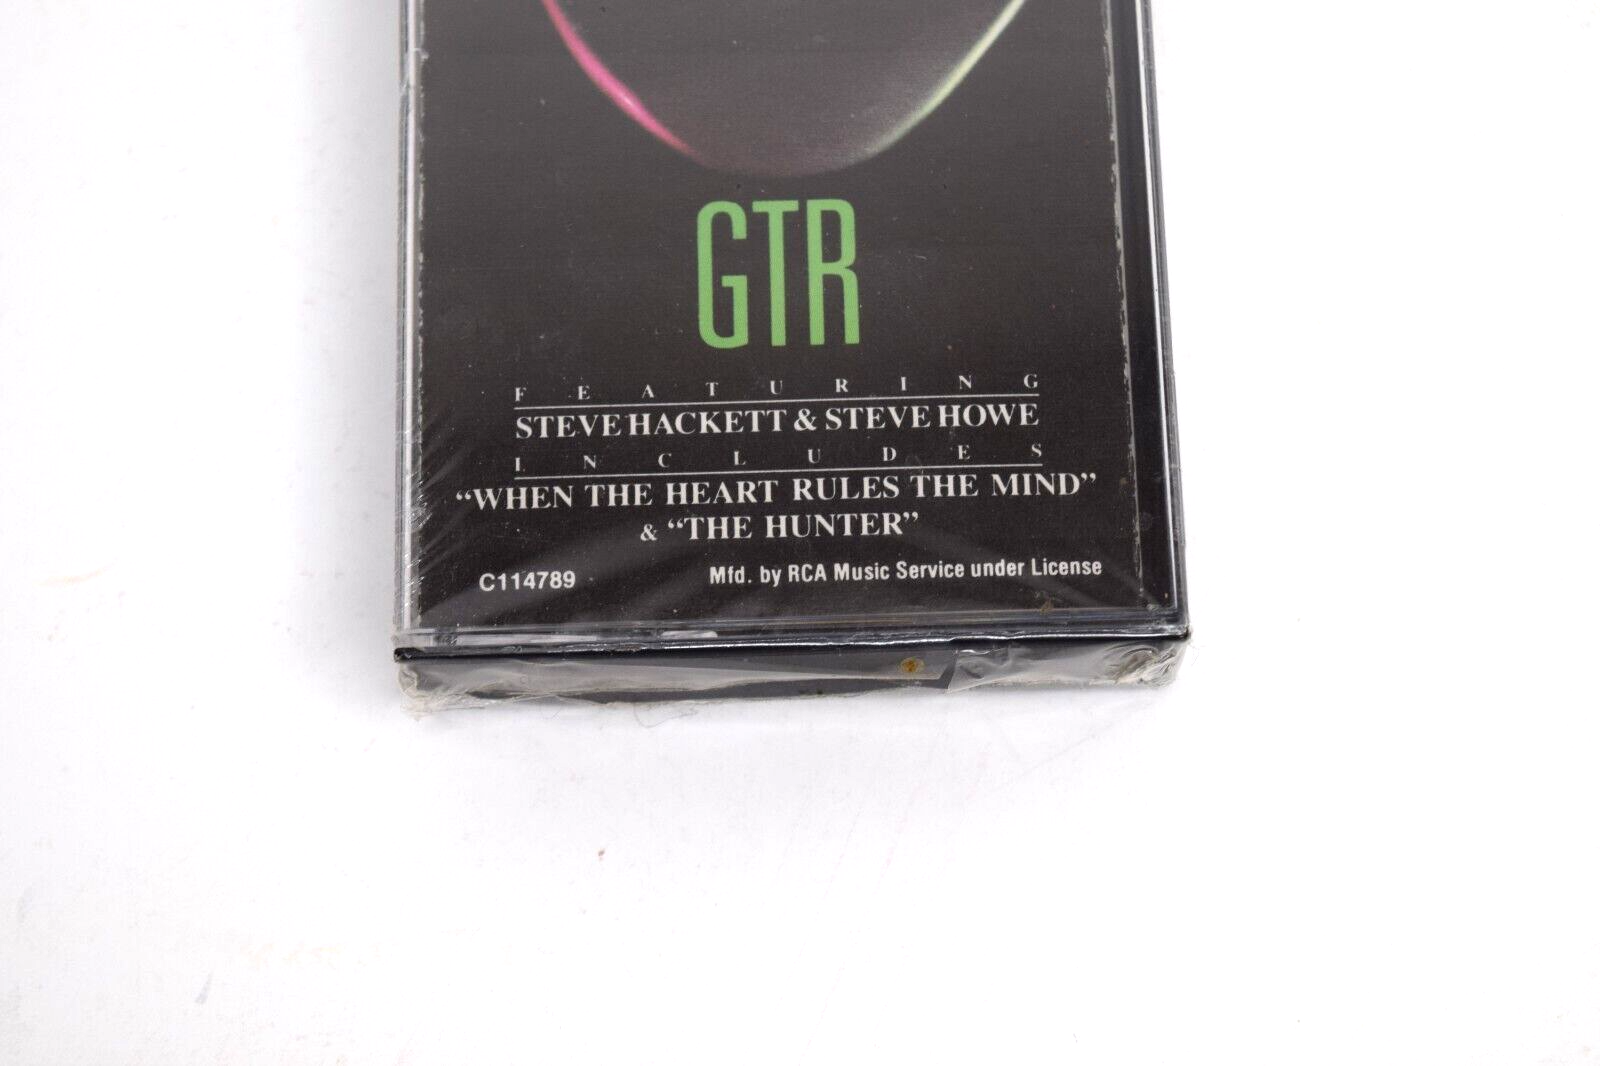 GTR
FEATURING
STEVE HACKETT & STEVE HOWE
INCLUDES
“WHEN THE HEART RULES THE MIND”
& “THE HUNTER”
C114789 Mfd. by RCA Music Service under License